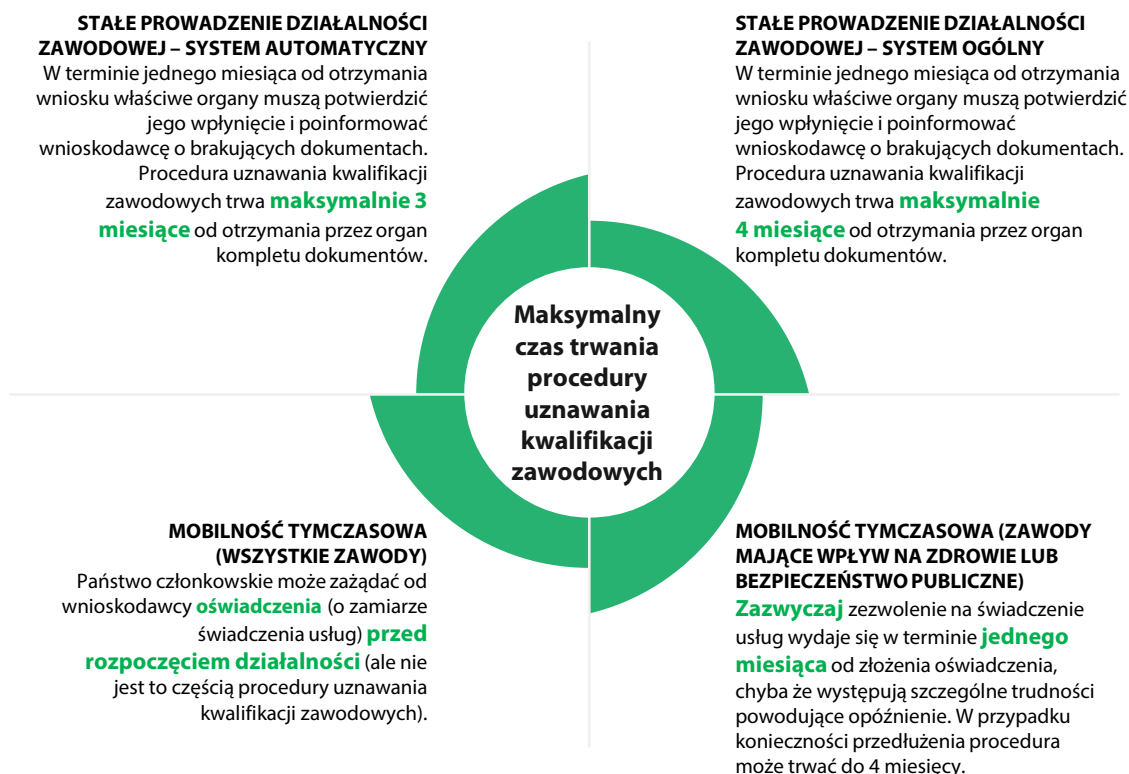 STAŁE PROWADZENIE DZIAŁALNOŚCI
ZAWODOWEJ – SYSTEM AUTOMATYCZNY
W terminie jednego miesiąca od otrzymania
wniosku właściwe organy muszą potwierdzić
jego wpłynięcie i poinformować
wnioskodawcę o brakujących dokumentach.
Procedura uznawania kwalifikacji
zawodowych trwa maksymalnie 3
miesiące od otrzymania przez organ
kompletu dokumentów.
STAŁE PROWADZENIE DZIAŁALNOŚCI
ZAWODOWEJ – SYSTEM OGÓLNY
W terminie jednego miesiąca od otrzymania
wniosku właściwe organy muszą potwierdzić
jego wpłynięcie i poinformować
wnioskodawcę o brakujących dokumentach.
Procedura uznawania kwalifikacji
zawodowych trwa maksymalnie
4 miesiące od otrzymania przez organ
kompletu dokumentów.
Maksymalny
czas trwania
procedury
uznawania
kwalifikacji
zawodowych
MOBILNOŚĆ TYMCZASOWA
(WSZYSTKIE ZAWODY)
Państwo członkowskie może zażądać od
wnioskodawcy oświadczenia (o zamiarze
świadczenia usług) przed
rozpoczęciem działalności (ale nie
jest to częścią procedury uznawania
kwalifikacji zawodowych).
MOBILNOŚĆ TYMCZASOWA (ZAWODY
MAJĄCE WPŁYW NA ZDROWIE LUB
BEZPIECZEŃSTWO PUBLICZNE)
Zazwyczaj zezwolenie na świadczenie
usług wydaje się w terminie jednego
miesiąca od złożenia oświadczenia,
chyba że występują szczególne trudności
powodujące opóźnienie. W przypadku
konieczności przedłużenia procedura
może trwać do 4 miesięcy.